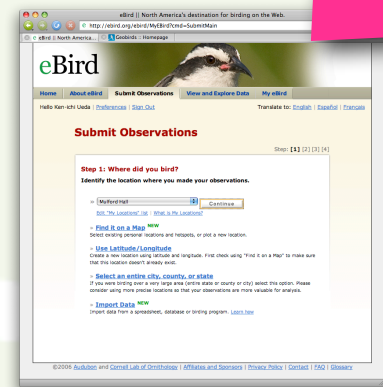 eBird || North America's destination for birding on the Web.
http://ebird.org/ebird/MyEBird?cmd=SubmitMain
eBird || North America...
Geobirds :: Homepage
eBird
Home
About eBird
Submit Observations
View and Explore Data
My eBird
Hello Ken-ichi Ueda | Preferences | Sign Out
Translate to: English | Español | Français
Submit Observations
Step: [1] [2] [3] [4]
Step 1: Where did you bird?
Identify the location where you made your observations.
» Mulford Hall
Continue
Edit "My Locations" list | What is My Locations?
» Find it on a Map NEW
Select existing personal locations and hotspots, or plot a new location.
» Use Latitude/Longitude
Create a new location using latitude and longitude. First check using "Find it on a Map" to make sure
that this location doesn't already exist.
» Select an entire city, county, or state
If you were birding over a very large area (entire state or county or city) select this option. Please
consider using more precise locations so that your observations are more valuable for analysis.
» Import Data NEW
Import data from a spreadsheet, database or birding program. Learn how
©2006 Audubon and Cornell Lab of Ornithology | Affiliates and Sponsors | Privacy Policy | Contact | FAQ | Glossary